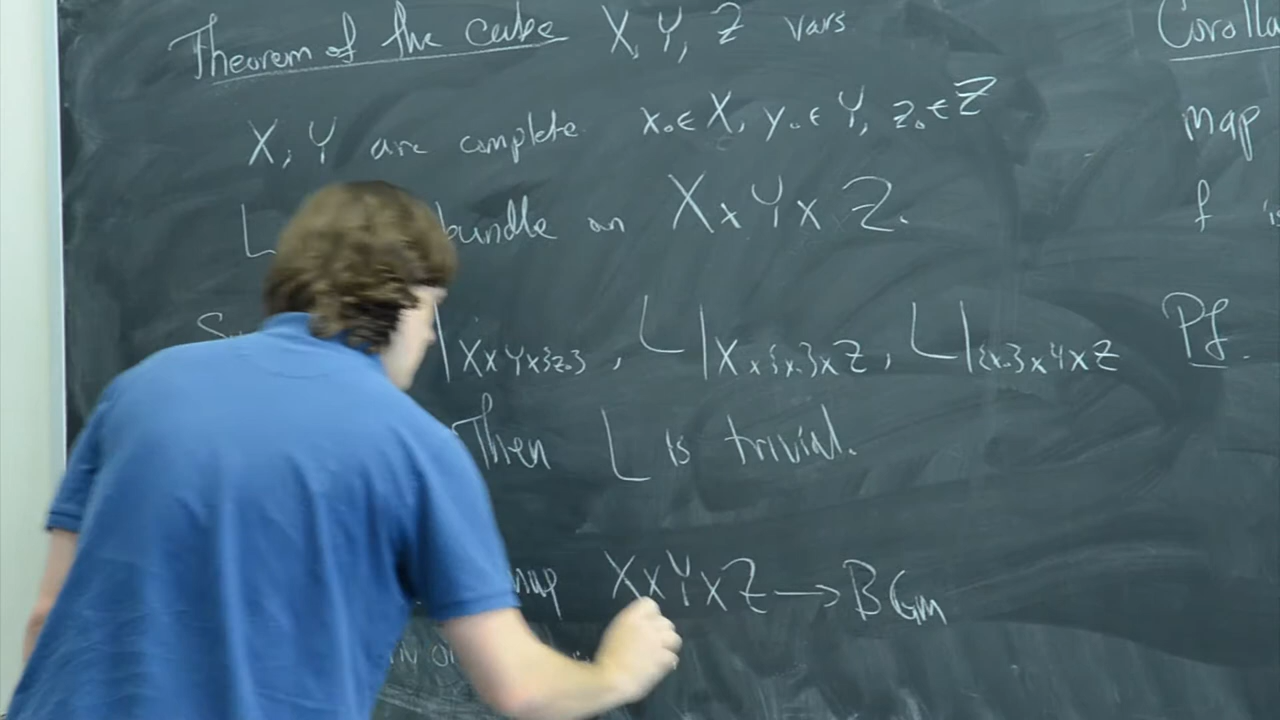 Theorem of the cube X, Y, Z vars
X, Y are complete x₀ ∈ X, y₀ ∈ Y, z₀ ∈ Z
L bundle on X × Y × Z.
|X×Y×{z₀}, L|X×{x₀}×Z, L|{x₀}×Y×Z
Then L is trivial.
map X×Y×Z → BGm
Corolla
map
f
Pf.